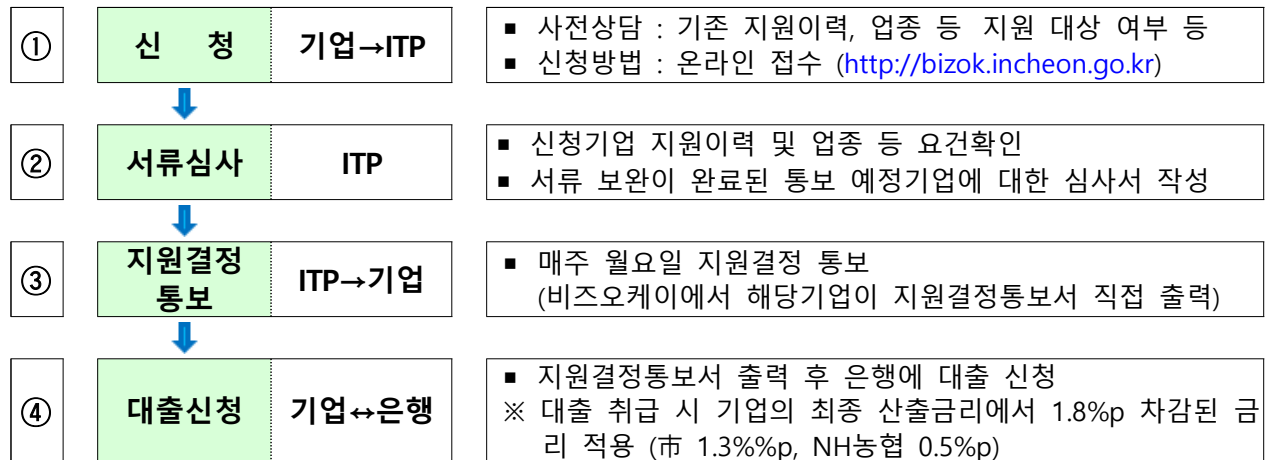 ① 신 청 기업→ITP ▪ 사전상담 : 기존 지원이력, 업종 등 지원 대상 여부 등
▪ 신청방법 : 온라인 접수 (http://bizok.incheon.go.kr)
② 서류심사 ITP ▪ 신청기업 지원이력 및 업종 등 요건확인
▪ 서류 보완이 완료된 통보 예정기업에 대한 심사서 작성
③ 지원결정 통보 ITP→기업 ▪ 매주 월요일 지원결정 통보
(비즈오케이에서 해당기업이 지원결정통보서 직접 출력)
④ 대출신청 기업↔은행 ▪ 지원결정통보서 출력 후 은행에 대출 신청
※ 대출 취급 시 기업의 최종 산출금리에서 1.8%p 차감된 금
리 적용 (市 1.3%%p, NH농협 0.5%p)